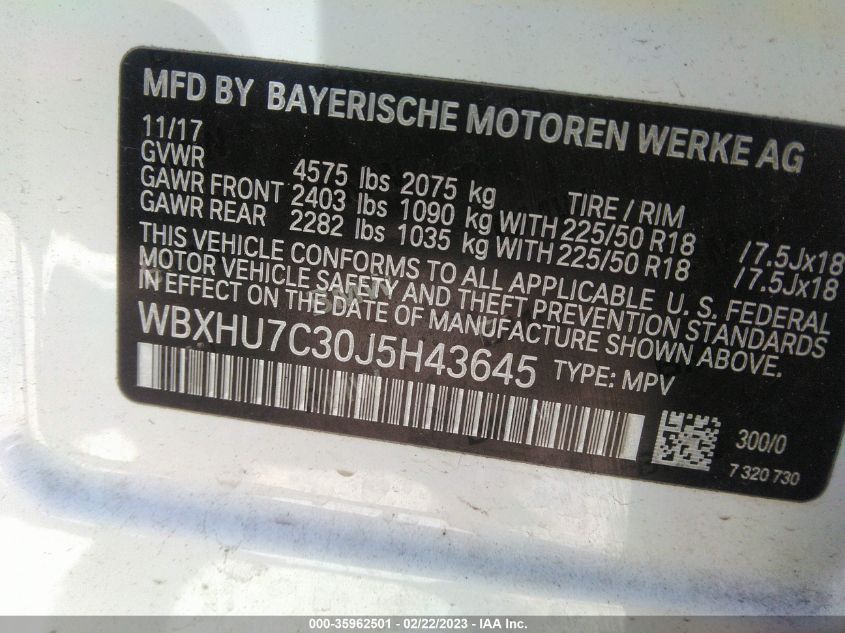 MFD BY BAYERISCHE MOTOREN WERKE AG
11/17
GVWR 4575 lbs 2075 kg TIRE / RIM
GAWR FRONT 2403 lbs 1090 kg WITH 225/50 R18 /7.5Jx18
GAWR REAR 2282 lbs 1035 kg WITH 225/50 R18 /7.5Jx18
THIS VEHICLE CONFORMS TO ALL APPLICABLE U. S. FEDERAL
MOTOR VEHICLE SAFETY AND THEFT PREVENTION STANDARDS
IN EFFECT ON THE DATE OF MANUFACTURE SHOWN ABOVE.
WBXHU7C30J5H43645 TYPE: MPV
300/0
7 320 730
000-35962501 - 02/22/2023 - IAA Inc.